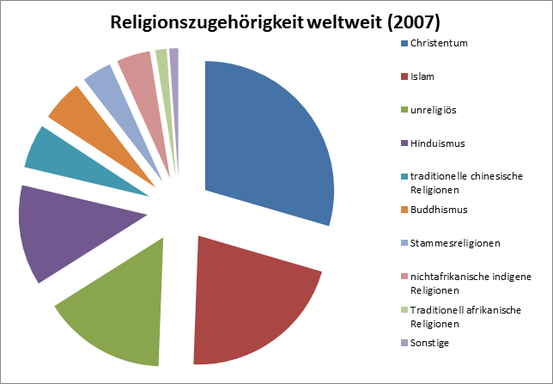 Religionszugehörigkeit weltweit (2007)
Christentum
Islam
unreligiös
Hinduismus
traditionelle chinesische
Religionen
Buddhismus
Stammesreligionen
nichtafrikanische indigene
Religionen
Traditionell afrikanische
Religionen
Sonstige